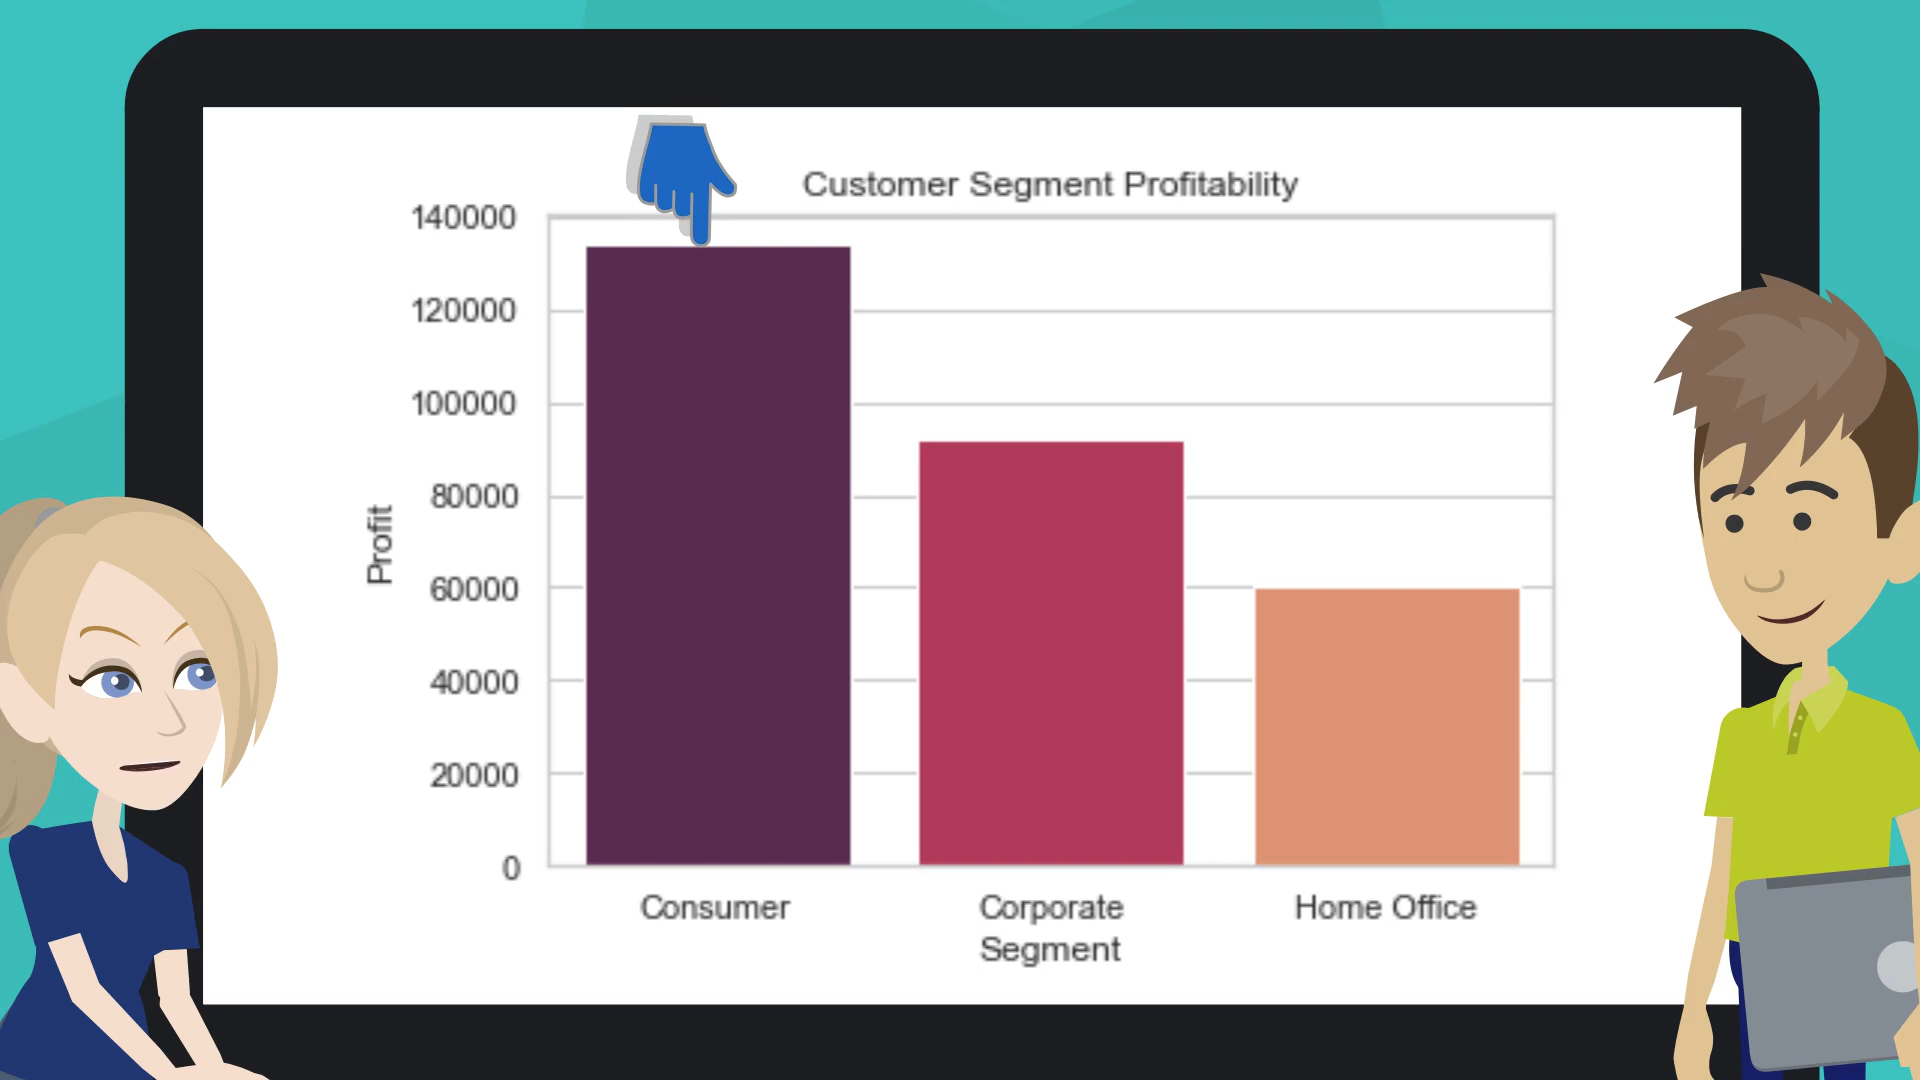 Customer Segment Profitability
140000
120000
100000
80000
60000
40000
20000
0
Profit
Consumer
Corporate
Home Office
Segment